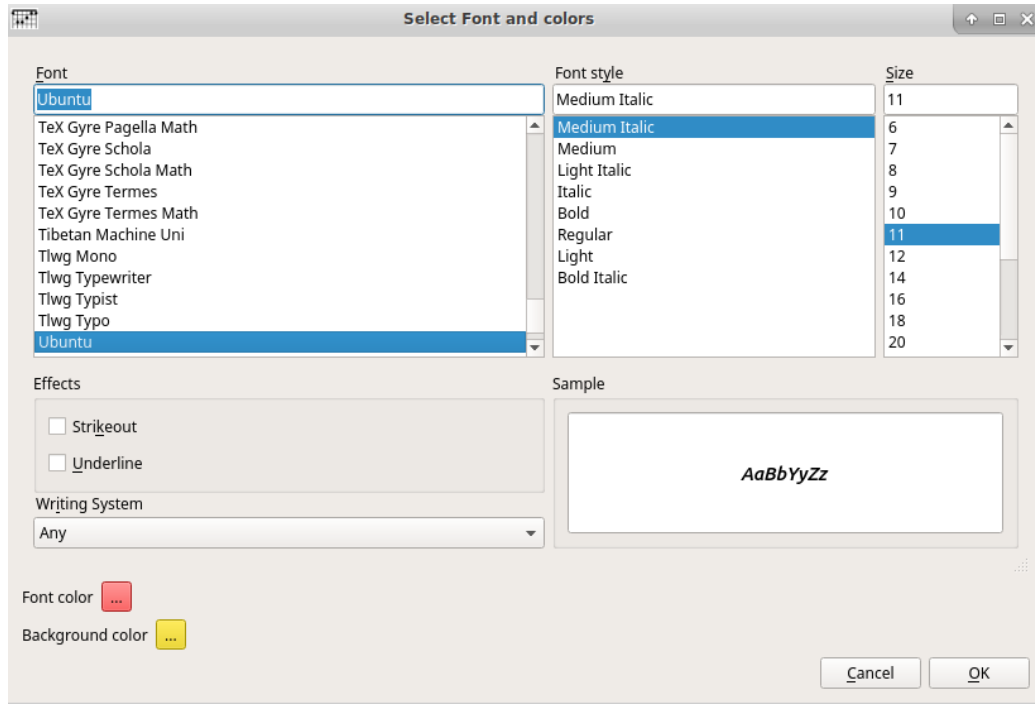 Select Font and colors
Font
Ubuntu
TeX Gyre Pagella Math
TeX Gyre Schola
TeX Gyre Schola Math
TeX Gyre Termes
TeX Gyre Termes Math
Tibetan Machine Uni
Tlwg Mono
Tlwg Typewriter
Tlwg Typist
Tlwg Typo
Ubuntu
Font style
Medium Italic
Medium Italic
Medium
Light Italic
Italic
Bold
Regular
Light
Bold Italic
Size
11
6
7
8
9
10
11
12
14
16
18
20
Effects
Strikeout
Underline
Writing System
Any
Sample
AaBbYyZz
Font color ...
Background color ...
Cancel
OK